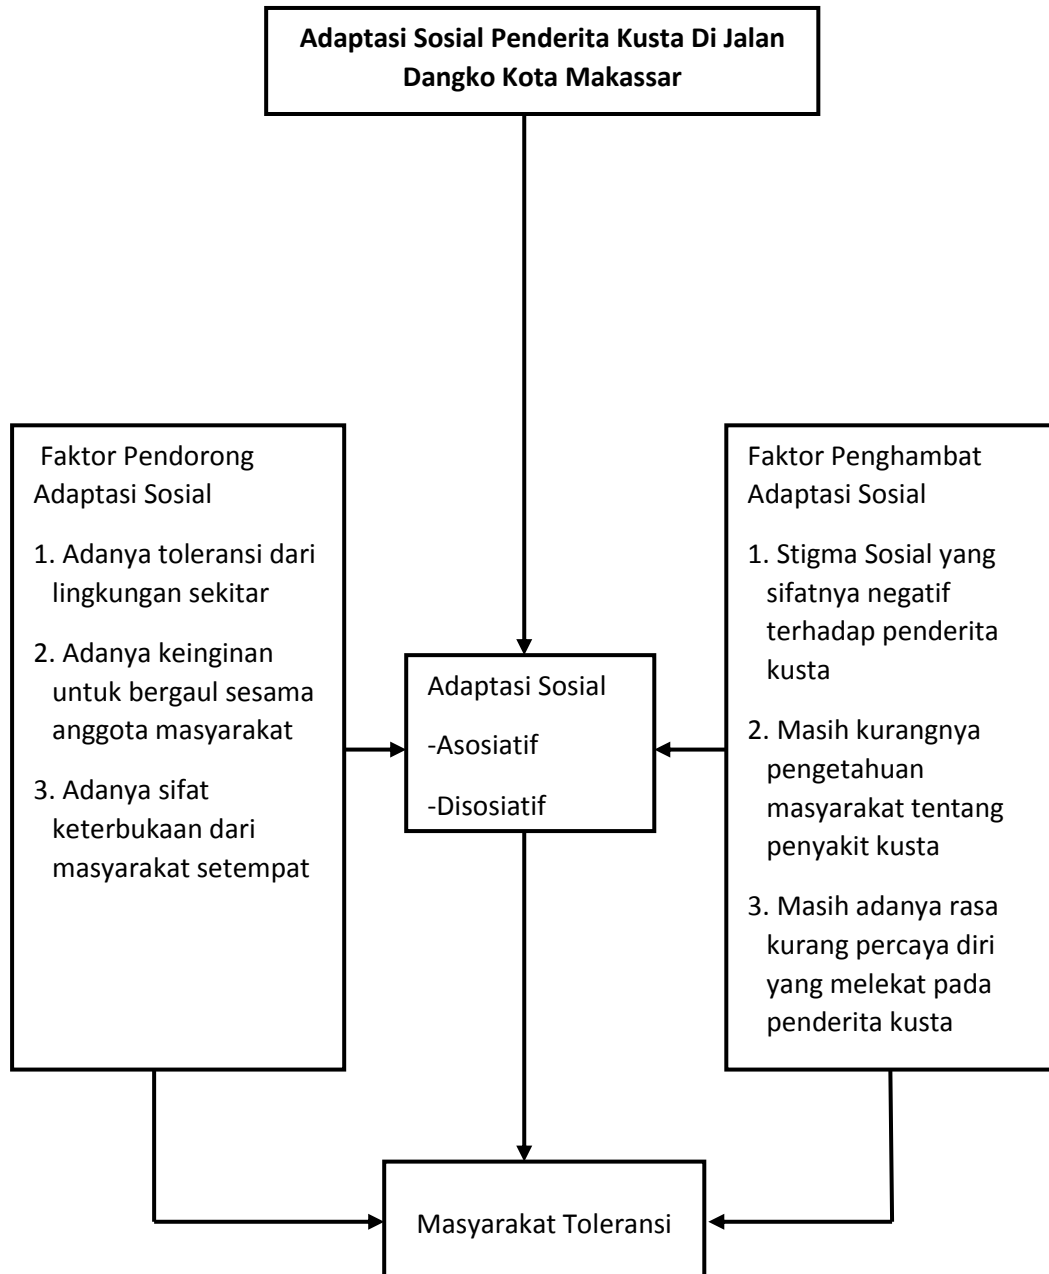 Adaptasi Sosial Penderita Kusta Di Jalan
Dangko Kota Makassar
Faktor Pendorong
Adaptasi Sosial
1. Adanya toleransi dari
lingkungan sekitar
2. Adanya keinginan
untuk bergaul sesama
anggota masyarakat
3. Adanya sifat
keterbukaan dari
masyarakat setempat
Adaptasi Sosial
-Asosiatif
-Disosiatif
Faktor Penghambat
Adaptasi Sosial
1. Stigma Sosial yang
sifatnya negatif
terhadap penderita
kusta
2. Masih kurangnya
pengetahuan
masyarakat tentang
penyakit kusta
3. Masih adanya rasa
kurang percaya diri
yang melekat pada
penderita kusta
Masyarakat Toleransi